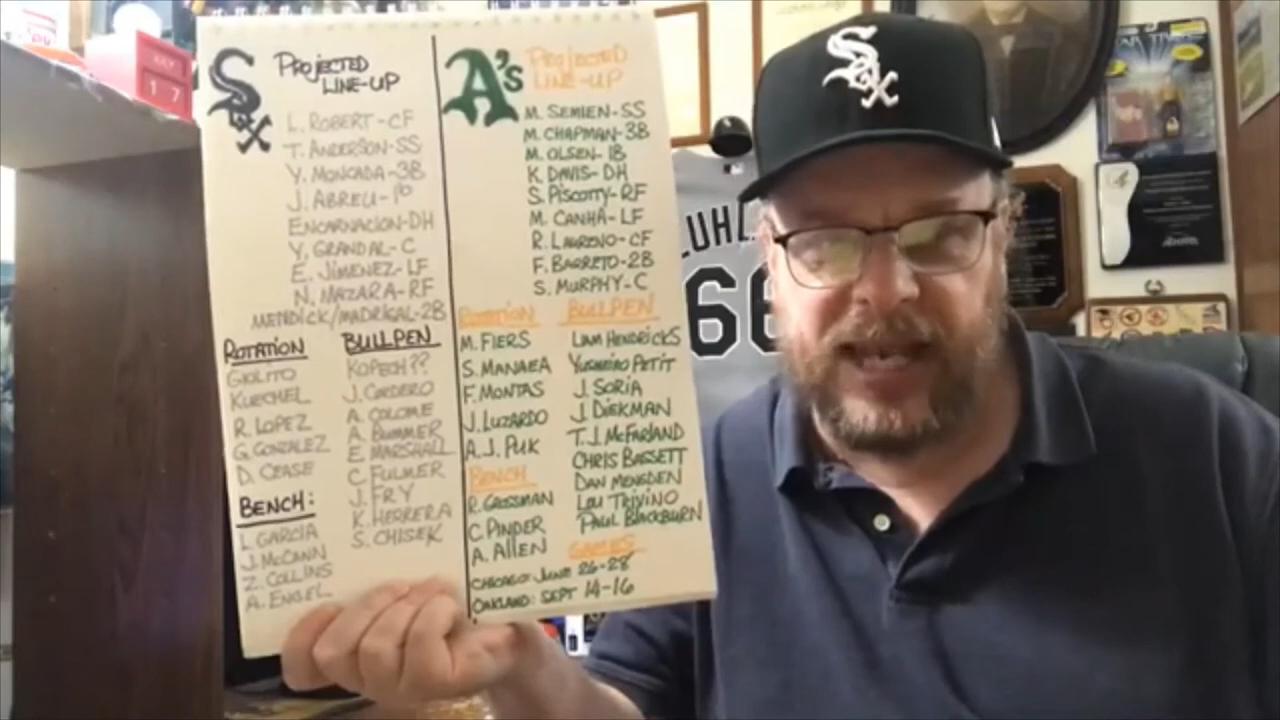 Sox
PROJECTED
LINE-UP
L. ROBERT-CF
T. ANDERSON-SS
Y. MONCADA-3B
J. ABREU-1B
ENCARNACION-DH
Y. GRANDAL-C
E. JIMENEZ-LF
N. MAZARA-RF
MENDICK/MADRIGAL-2B
ROTATION
GIOLITO
KUECHEL
R. LOPEZ
G. GONZALEZ
D. CEASE
BENCH:
L. GARCIA
J. McCANN
Z. COLLINS
A. ENGEL
BULLPEN
KOPECH??
J. CORDERO
A. COLOME
A. BUMMER
E. MARSHALL
C. FULMER
J. FRY
K. HERRERA
S. CHISEK
A's
PROJECTED
LINE-UP
M. SEMIEN-SS
M. CHAPMAN-3B
M. OLSEN-1B
K. DAVIS-DH
S. PISCOTTY-RF
M. CANHA-LF
R. LAURENO-CF
F. BARRETO-2B
S. MURPHY-C
ROTATION
M. FIERS
S. MANAEA
F. MONTAS
J. LUZARDO
A.J. PUK
BENCH
R. GROSSMAN
C. PINDER
A. ALLEN
BULLPEN
LIAM HENDRICKS
YUSMEIRO PETIT
J. SORIA
J. DIEKMAN
T.J. McFARLAND
CHRIS BASSETT
DAN MENGDEN
LOU TRIVINO
PAUL BLACKBURN
GAMES
CHICAGO: JUNE 26-28
OAKLAND: SEPT 14-16
Sox
JULY
17
66